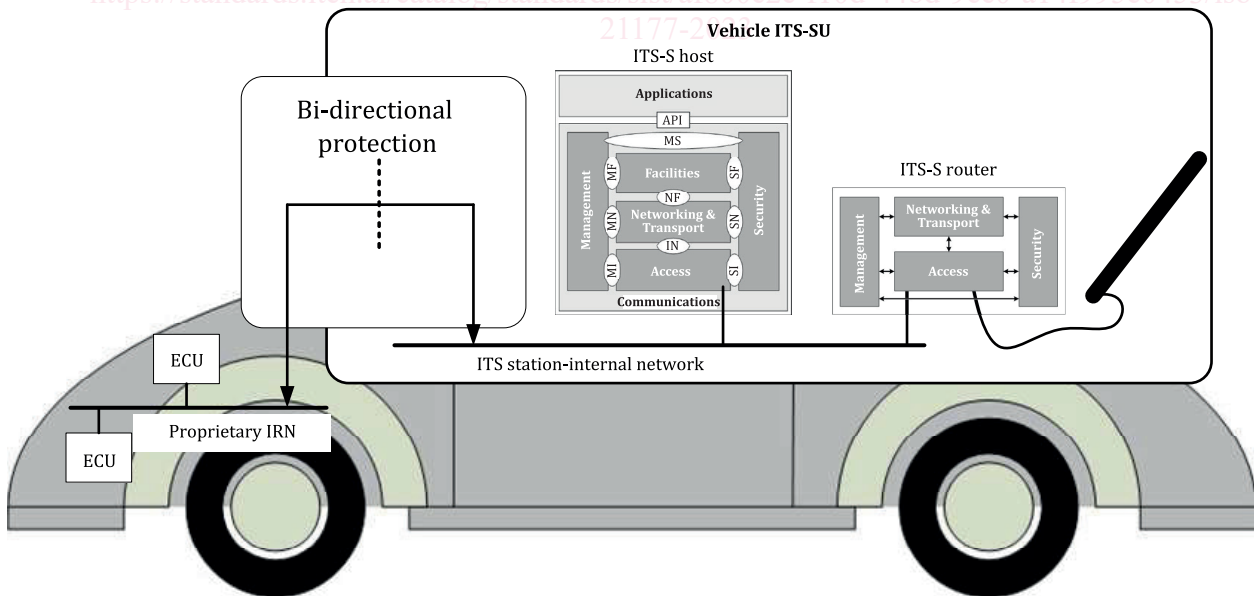 21177-2023
Vehicle ITS-SU
ITS-S host
Applications
API
MS
Bi-directional
protection
MF
Facilities
SF
NF
Management
MN
Networking &
Transport
SN
Security
IN
MI
Access
SI
Communications
ITS-S router
Networking &
Transport
Management
Access
Security
ITS station-internal network
ECU
Proprietary IRN
ECU